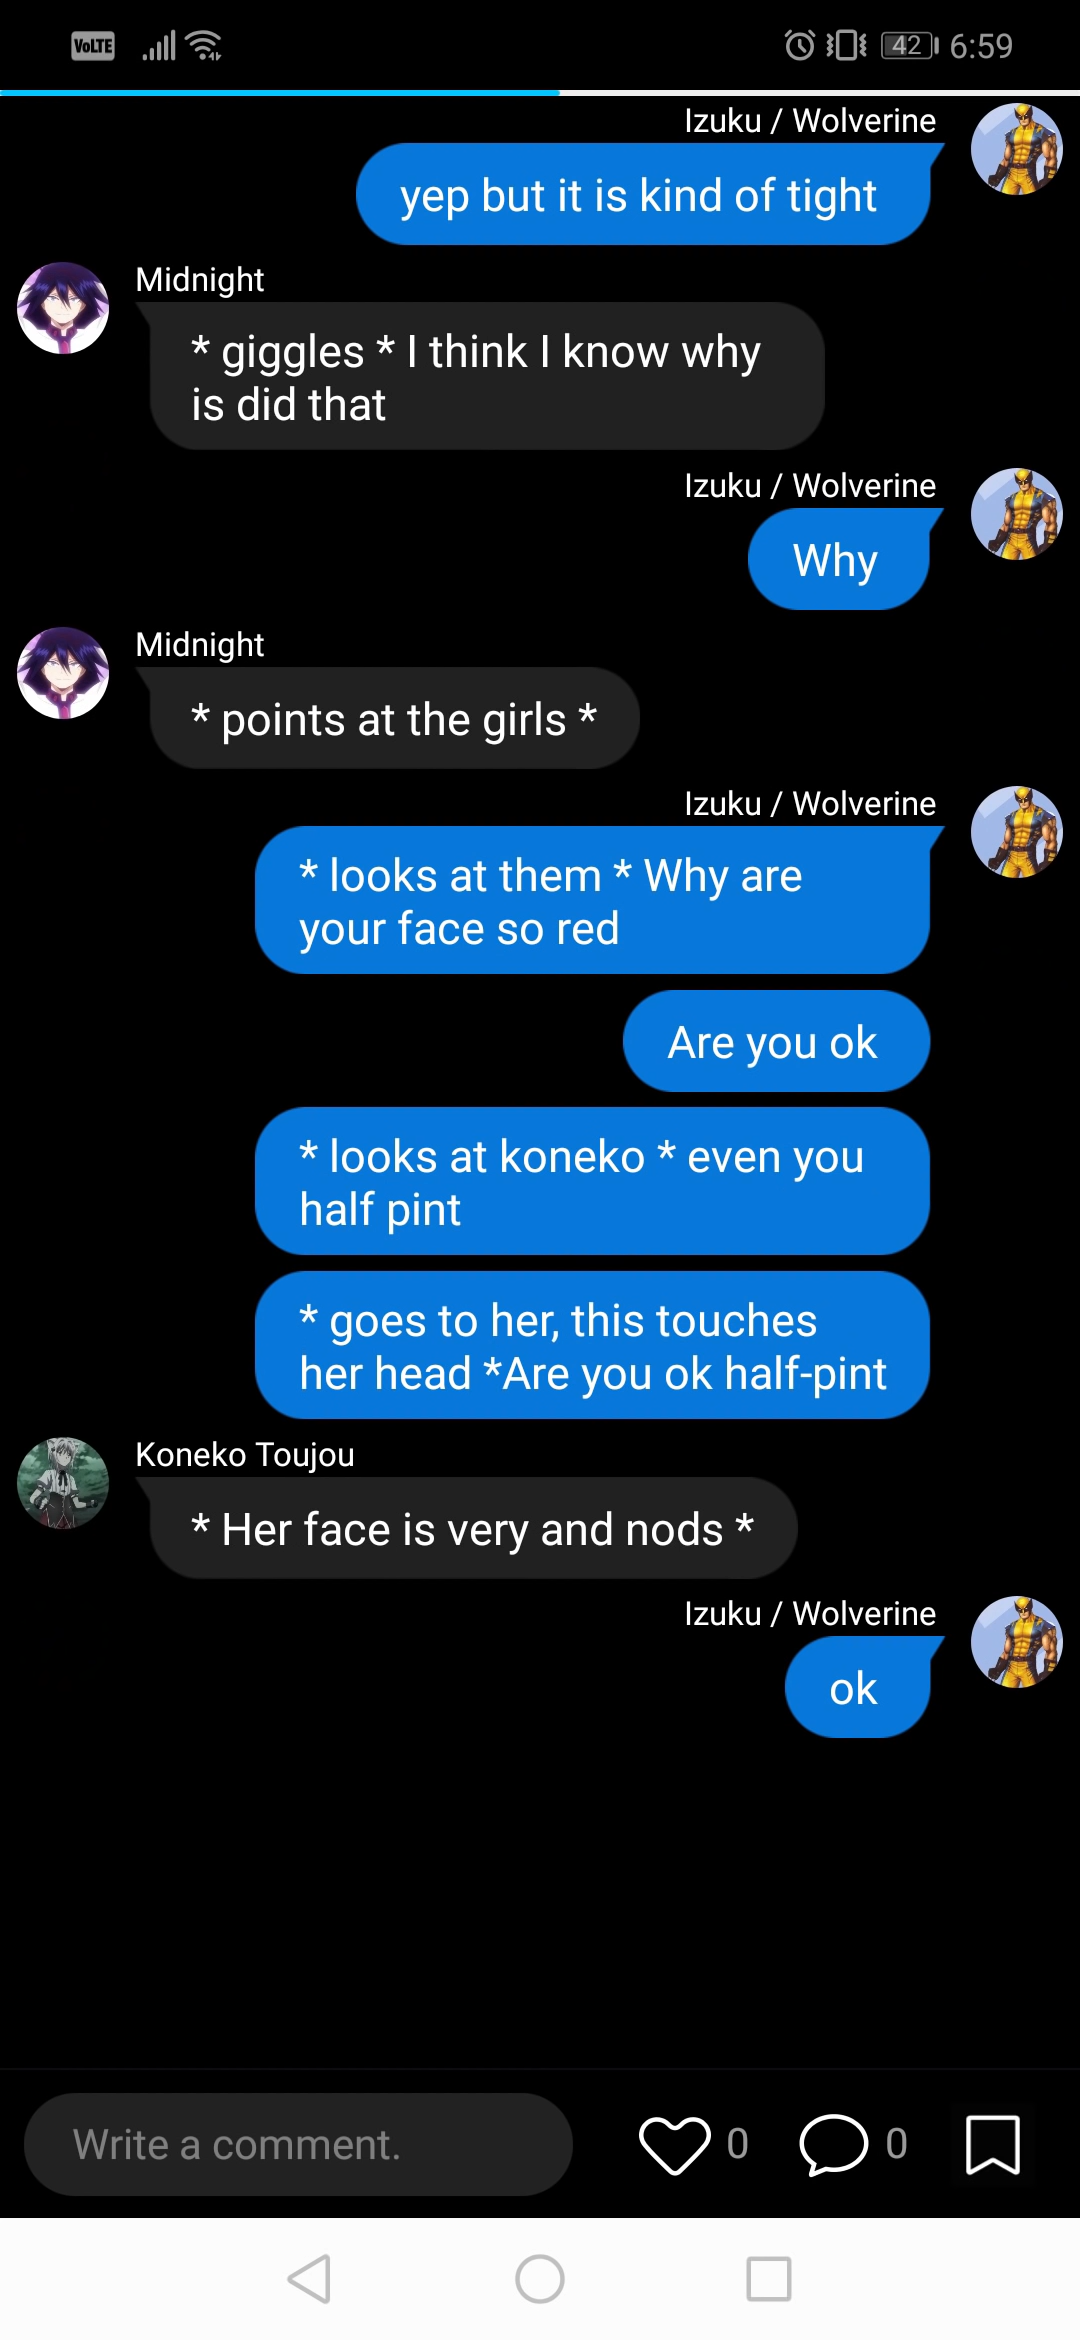 VoLTE
42
6:59
Izuku / Wolverine
yep but it is kind of tight
Midnight
* giggles * I think I know why
is did that
Izuku / Wolverine
Why
Midnight
* points at the girls *
Izuku / Wolverine
* looks at them * Why are
your face so red
Are you ok
* looks at koneko * even you
half pint
* goes to her, this touches
her head *Are you ok half-pint
Koneko Toujou
* Her face is very and nods *
Izuku / Wolverine
ok
Write a comment.
0
0